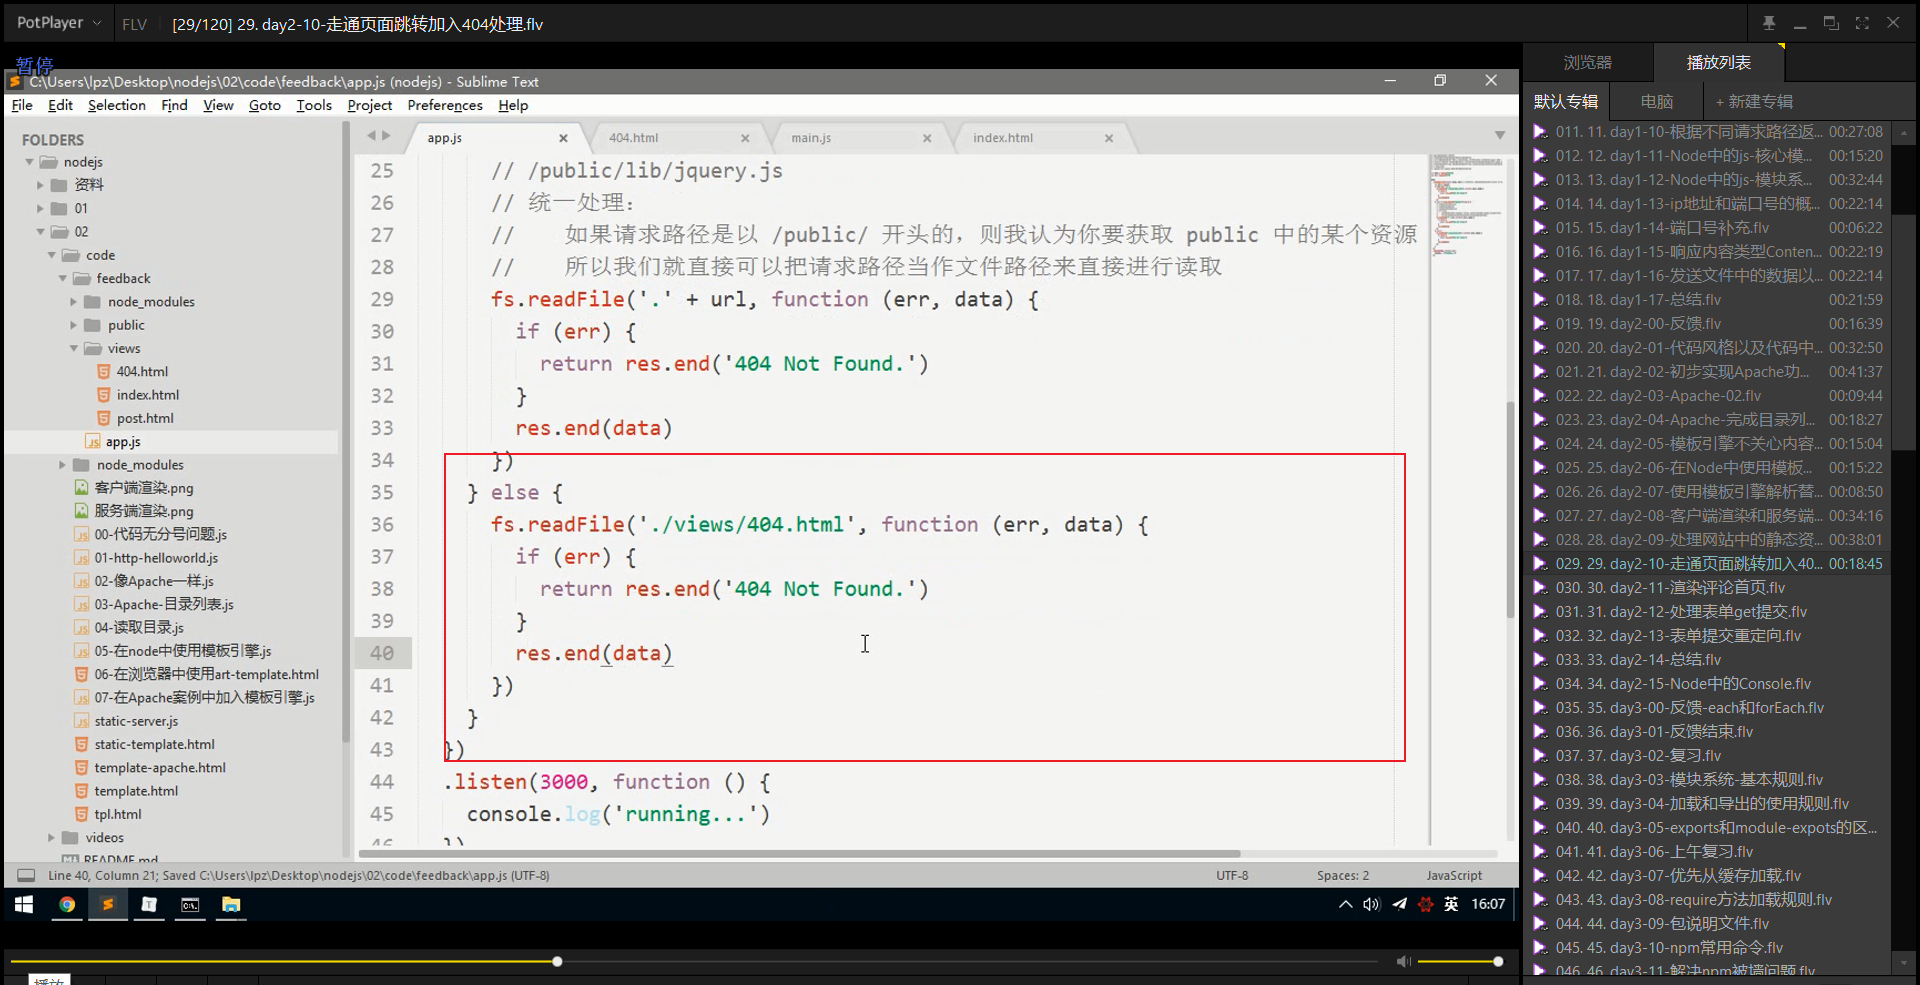 PotPlayer
FLV
[29/120] 29. day2-10-走通页面跳转加入404处理.flv
暂停
C:\Users\lpz\Desktop\nodejs\02\code\feedback\app.js (nodejs) - Sublime Text
File Edit Selection Find View Goto Tools Project Preferences Help
FOLDERS
nodejs
资料
01
02
code
feedback
node_modules
public
views
404.html
index.html
post.html
app.js
node_modules
客户端渲染.png
服务端渲染.png
00-代码无分号问题.js
01-http-helloworld.js
02-像Apache一样.js
03-Apache-目录列表.js
04-读取目录.js
05-在node中使用模板引擎.js
06-在浏览器中使用art-template.html
07-在Apache案例中加入模板引擎.js
static-server.js
static-template.html
template-apache.html
template.html
tpl.html
videos
README.md
app.js 404.html main.js index.html
25 // /public/lib/jquery.js
26 // 统一处理：
27 // 如果请求路径是以 /public/ 开头的，则我认为你要获取 public 中的某个资源
28 // 所以我们就直接可以把请求路径当作文件路径来直接进行读取
29 fs.readFile('.' + url, function (err, data) {
30 if (err) {
31 return res.end('404 Not Found.')
32 }
33 res.end(data)
34 })
35 } else {
36 fs.readFile('./views/404.html', function (err, data) {
37 if (err) {
38 return res.end('404 Not Found.')
39 }
40 res.end(data)
41 })
42 }
43 })
44 .listen(3000, function () {
45 console.log('running...')
46 })
Line 40, Column 21; Saved C:\Users\lpz\Desktop\nodejs\02\code\feedback\app.js (UTF-8)
UTF-8
Spaces: 2
JavaScript
英
16:07
播放
浏览器
播放列表
默认专辑
电脑
+ 新建专辑
011. 11. day1-10-根据不同请求路径返... 00:27:08
012. 12. day1-11-Node中的js-核心模... 00:15:20
013. 13. day1-12-Node中的js-模块系... 00:32:44
014. 14. day1-13-ip地址和端口号的概... 00:22:14
015. 15. day1-14-端口号补充.flv 00:06:22
016. 16. day1-15-响应内容类型Conten... 00:22:19
017. 17. day1-16-发送文件中的数据以... 00:22:14
018. 18. day1-17-总结.flv 00:21:59
019. 19. day2-00-反馈.flv 00:16:39
020. 20. day2-01-代码风格以及代码中... 00:32:50
021. 21. day2-02-初步实现Apache功... 00:41:37
022. 22. day2-03-Apache-02.flv 00:09:44
023. 23. day2-04-Apache-完成目录列... 00:18:27
024. 24. day2-05-模板引擎不关心内容... 00:15:04
025. 25. day2-06-在Node中使用模板... 00:15:22
026. 26. day2-07-使用模板引擎解析替... 00:08:50
027. 27. day2-08-客户端渲染和服务端... 00:34:16
028. 28. day2-09-处理网站中的静态资... 00:38:01
029. 29. day2-10-走通页面跳转加入40... 00:18:45
030. 30. day2-11-渲染评论首页.flv
031. 31. day2-12-处理表单get提交.flv
032. 32. day2-13-表单提交重定向.flv
033. 33. day2-14-总结.flv
034. 34. day2-15-Node中的Console.flv
035. 35. day3-00-反馈-each和forEach.flv
036. 36. day3-01-反馈结束.flv
037. 37. day3-02-复习.flv
038. 38. day3-03-模块系统-基本规则.flv
039. 39. day3-04-加载和导出的使用规则.flv
040. 40. day3-05-exports和module-expots的区...
041. 41. day3-06-上午复习.flv
042. 42. day3-07-优先从缓存加载.flv
043. 43. day3-08-require方法加载规则.flv
044. 44. day3-09-包说明文件.flv
045. 45. day3-10-npm常用命令.flv
046. 46. day3-11-解决npm被墙问题.flv